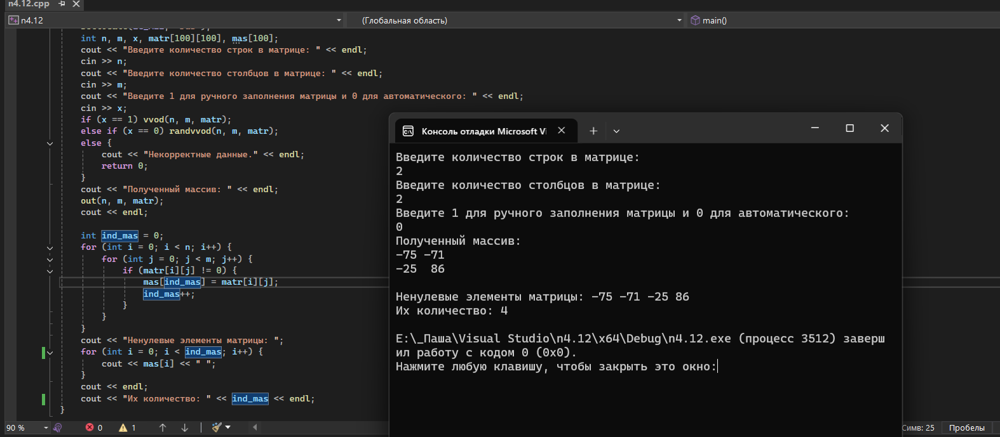 n4.12.cpp
n4.12 (Глобальная область) main()
int n, m, x, matr[100][100], mas[100];
cout << "Введите количество строк в матрице: " << endl;
cin >> n;
cout << "Введите количество столбцов в матрице: " << endl;
cin >> m;
cout << "Введите 1 для ручного заполнения матрицы и 0 для автоматического: " << endl;
cin >> x;
if (x == 1) vvod(n, m, matr);
else if (x == 0) randvvod(n, m, matr);
else {
cout << "Некорректные данные." << endl;
return 0;
}
cout << "Полученный массив: " << endl;
out(n, m, matr);
cout << endl;
int ind_mas = 0;
for (int i = 0; i < n; i++) {
for (int j = 0; j < m; j++) {
if (matr[i][j] != 0) {
mas[ind_mas] = matr[i][j];
ind_mas++;
}
}
}
cout << "Ненулевые элементы матрицы: ";
for (int i = 0; i < ind_mas; i++) {
cout << mas[i] << " ";
}
cout << endl;
cout << "Их количество: " << ind_mas << endl;
}
90 % 0 1 Симв: 25 Пробелы
Консоль отладки Microsoft Vi
Введите количество строк в матрице:
2
Введите количество столбцов в матрице:
2
Введите 1 для ручного заполнения матрицы и 0 для автоматического:
0
Полученный массив:
-75 -71
-25  86
Ненулевые элементы матрицы: -75 -71 -25 86
Их количество: 4
E:\_Паша\Visual Studio\n4.12\x64\Debug\n4.12.exe (процесс 3512) заверш
ил работу с кодом 0 (0x0).
Нажмите любую клавишу, чтобы закрыть это окно: